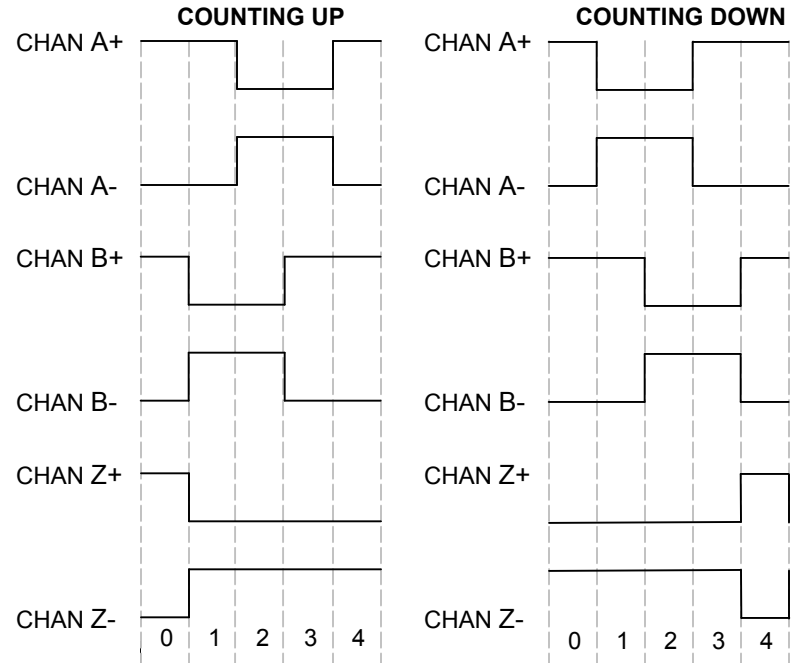 COUNTING UP
CHAN A+
CHAN A-
CHAN B+
CHAN B-
CHAN Z+
CHAN Z-
0 1 2 3 4
COUNTING DOWN
CHAN A+
CHAN A-
CHAN B+
CHAN B-
CHAN Z+
CHAN Z-
0 1 2 3 4